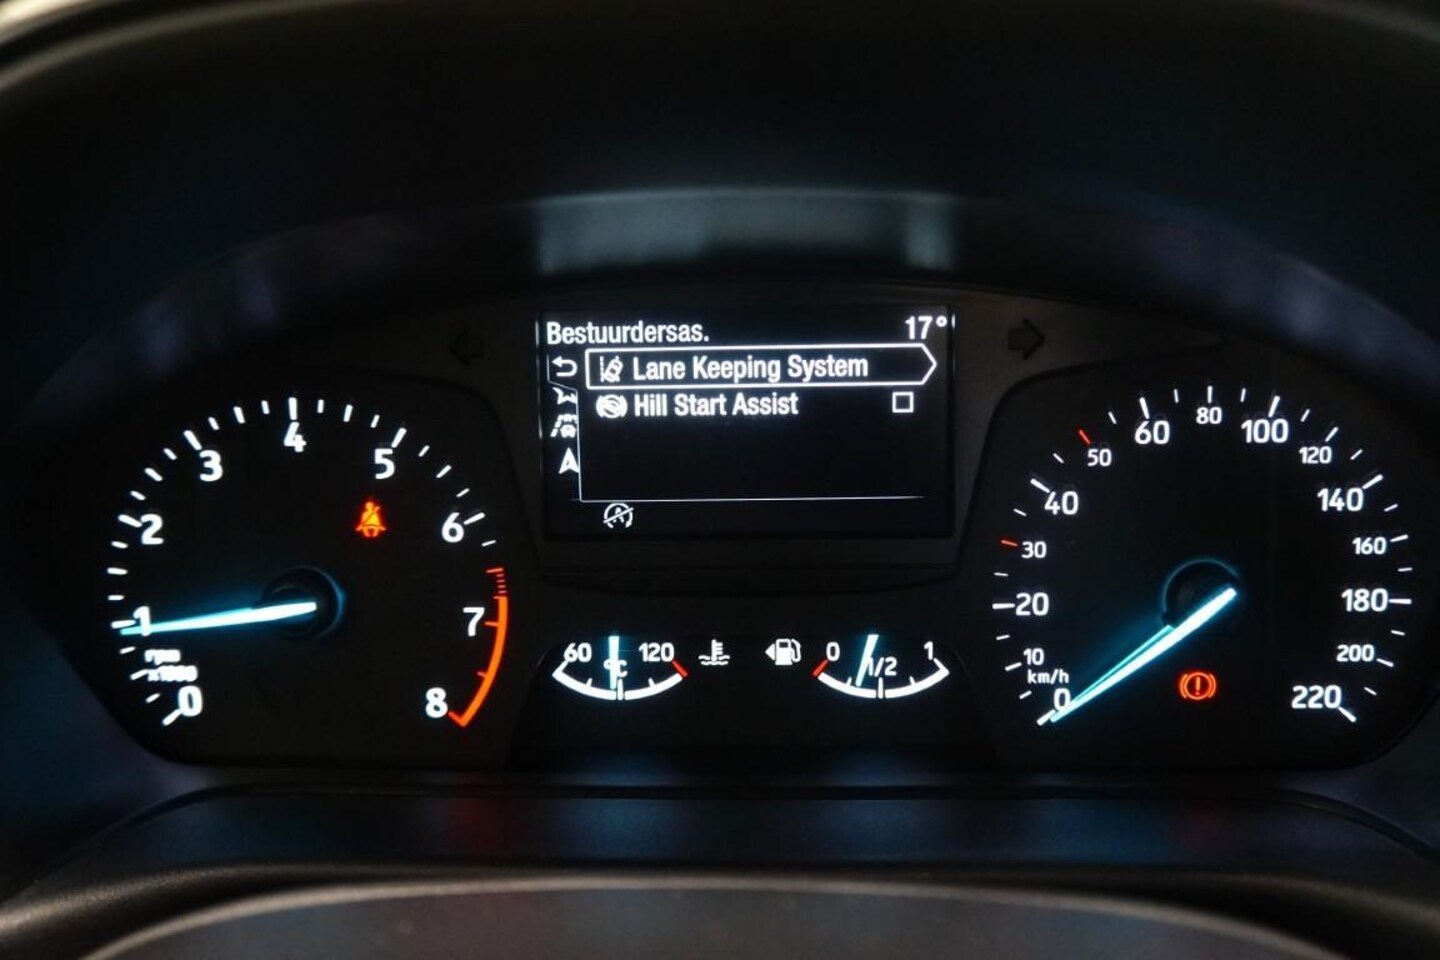 Bestuurdersas. 17°
Lane Keeping System
Hill Start Assist
0 1 2 3 4 5 6 7 8
rpm
x1000
60 °C 120
0 1/2 1
0 10 20 30 40 50 60 80 100 120 140 160 180 200 220
km/h